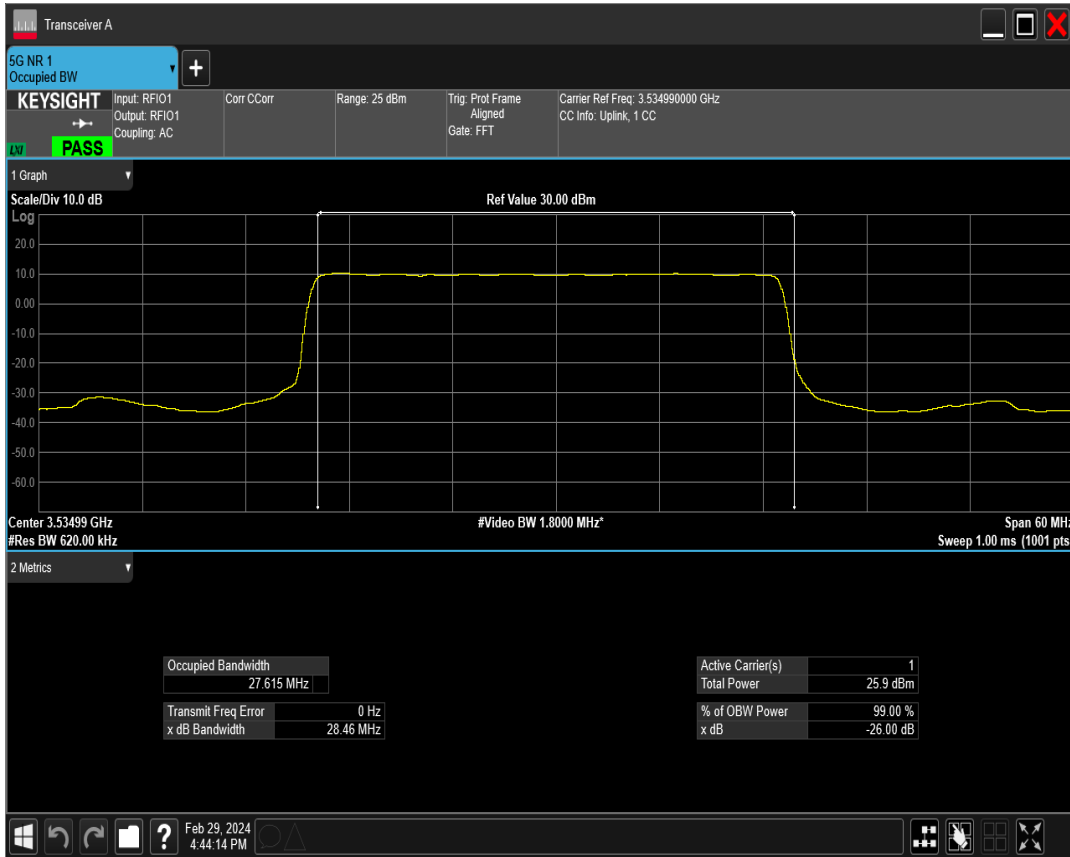 Transceiver A
5G NR 1
Occupied BW
+
KEYSIGHT
LXI
PASS
Input: RFIO1
Output: RFIO1
Coupling: AC
Corr CCorr
Range: 25 dBm
Trig: Prot Frame
Aligned
Gate: FFT
Carrier Ref Freq: 3.534990000 GHz
CC Info: Uplink, 1 CC
1 Graph
Scale/Div 10.0 dB
Ref Value 30.00 dBm
Log
20.0
10.0
0.00
-10.0
-20.0
-30.0
-40.0
-50.0
-60.0
Center 3.53499 GHz
#Video BW 1.8000 MHz*
Span 60 MHz
#Res BW 620.00 kHz
Sweep 1.00 ms (1001 pts
2 Metrics
Occupied Bandwidth
27.615 MHz
Transmit Freq Error 0 Hz
x dB Bandwidth 28.46 MHz
Active Carrier(s) 1
Total Power 25.9 dBm
% of OBW Power 99.00 %
x dB -26.00 dB
?
Feb 29, 2024
4:44:14 PM